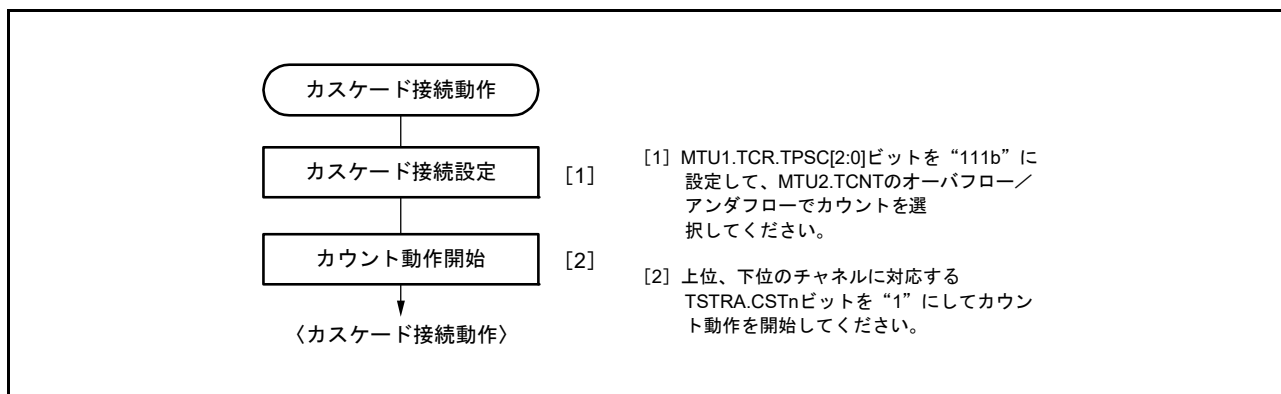 カスケード接続動作
カスケード接続設定 [1]
カウント動作開始 [2]
〈カスケード接続動作〉
[1] MTU1.TCR.TPSC[2:0]ビットを“111b”に
設定して、MTU2.TCNTのオーバフロー／
アンダフローでカウントを選
択してください。
[2] 上位、下位のチャネルに対応する
TSTRA.CSTnビットを“1”にしてカウン
ト動作を開始してください。